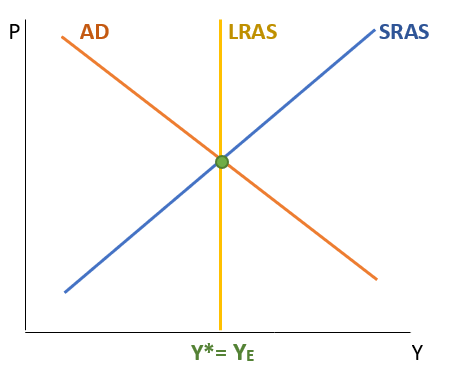 P AD LRAS SRAS
Y*= YE Y